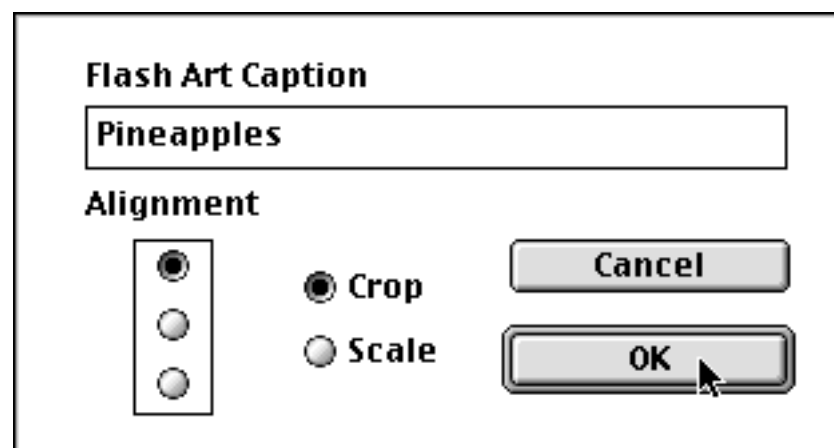 Flash Art Caption
Pineapples
Alignment
Crop
Cancel
Scale
OK